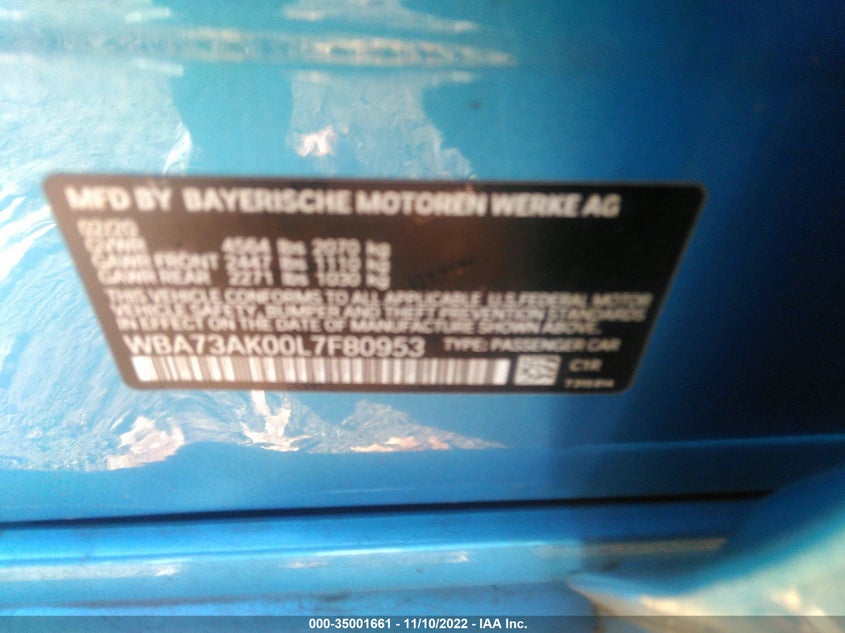 MFD BY BAYERISCHE MOTOREN WERKE AG
02/20
GVWR 4564 lbs 2070 kg
GAWR FRONT 2447 lbs 1110 kg
GAWR REAR 2271 lbs 1030 kg
THIS VEHICLE CONFORMS TO ALL APPLICABLE U.S. FEDERAL MOTOR
VEHICLE SAFETY, BUMPER, AND THEFT PREVENTION STANDARDS
IN EFFECT ON THE DATE OF MANUFACTURE SHOWN ABOVE.
WBA73AK00L7F80953 TYPE: PASSENGER CAR
C1R
000-35001661 - 11/10/2022 - IAA Inc.